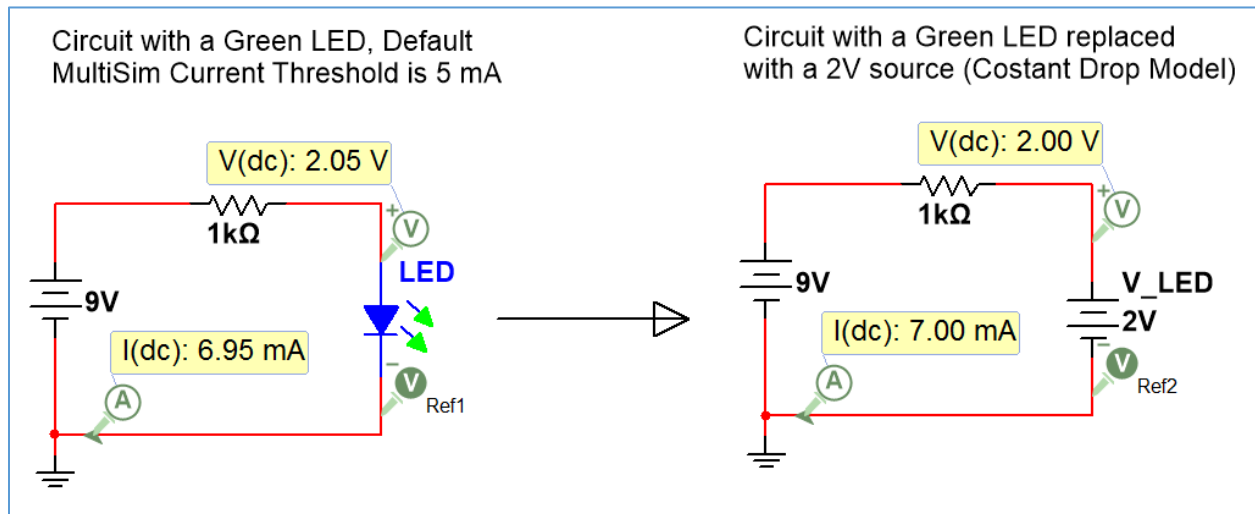 Circuit with a Green LED, Default
MultiSim Current Threshold is 5 mA
V(dc): 2.05 V
+
V
1kΩ
LED
9V
I(dc): 6.95 mA
A
V
Ref1
Circuit with a Green LED replaced
with a 2V source (Costant Drop Model)
V(dc): 2.00 V
+
V
1kΩ
V_LED
9V
2V
I(dc): 7.00 mA
A
V
Ref2